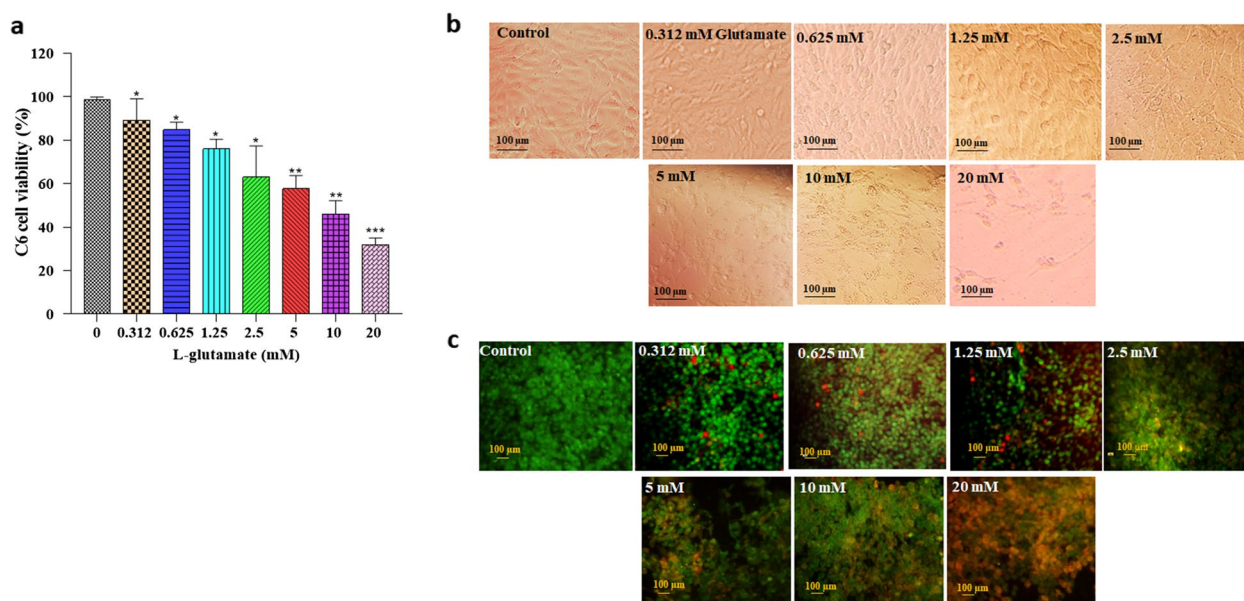 a
C6 cell viability (%)
120
100
80
60
40
20
0
*
*
*
*
**
**
***
0 0.312 0.625 1.25 2.5 5 10 20
L-glutamate (mM)
b
Control
0.312 mM Glutamate
0.625 mM
1.25 mM
2.5 mM
100 µm
100 µm
100 µm
100 µm
100 µm
5 mM
10 mM
20 mM
100 µm
100 µm
100 µm
c
Control
0.312 mM
0.625 mM
1.25 mM
2.5 mM
100 µm
100 µm
100 µm
100 µm
100 µm
5 mM
10 mM
20 mM
100 µm
100 µm
100 µm